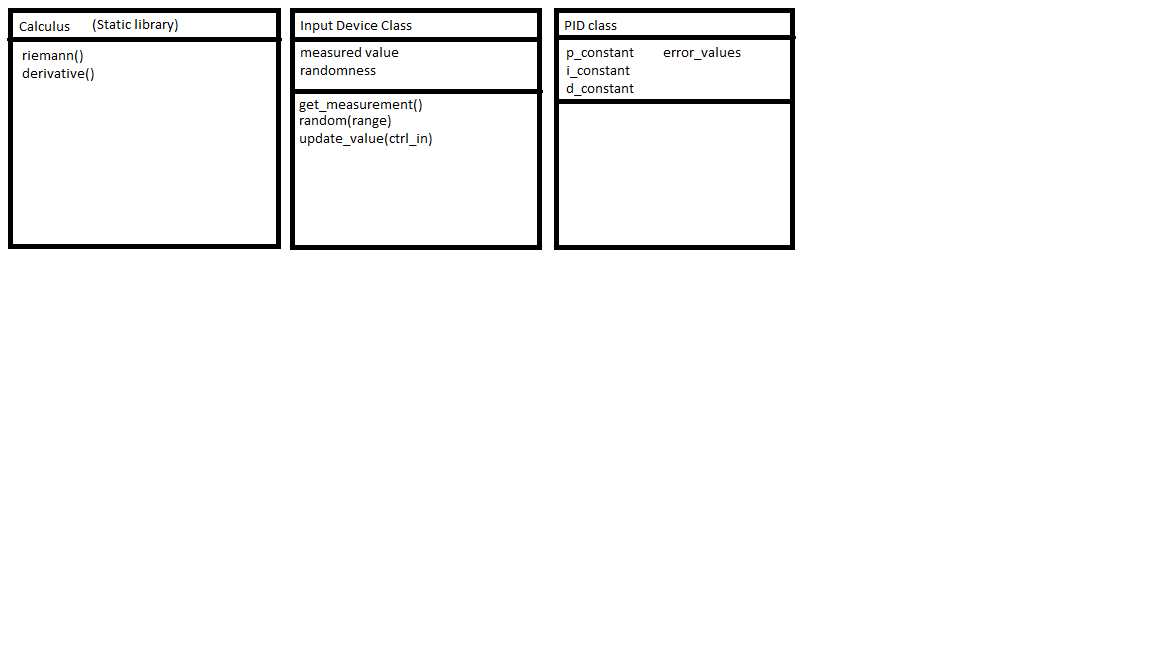 Calculus (Static library)
riemann()
derivative()
Input Device Class
measured value
randomness
get_measurement()
random(range)
update_value(ctrl_in)
PID class
p_constant error_values
i_constant
d_constant